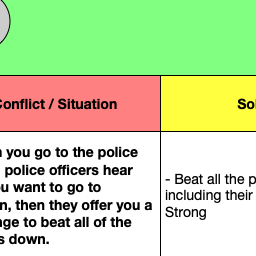 Conflict / Situation
So
you go to the police
police officers hear
u want to go to
n, then they offer you a
nge to beat all of the
s down.
- Beat all the p
including their
Strong